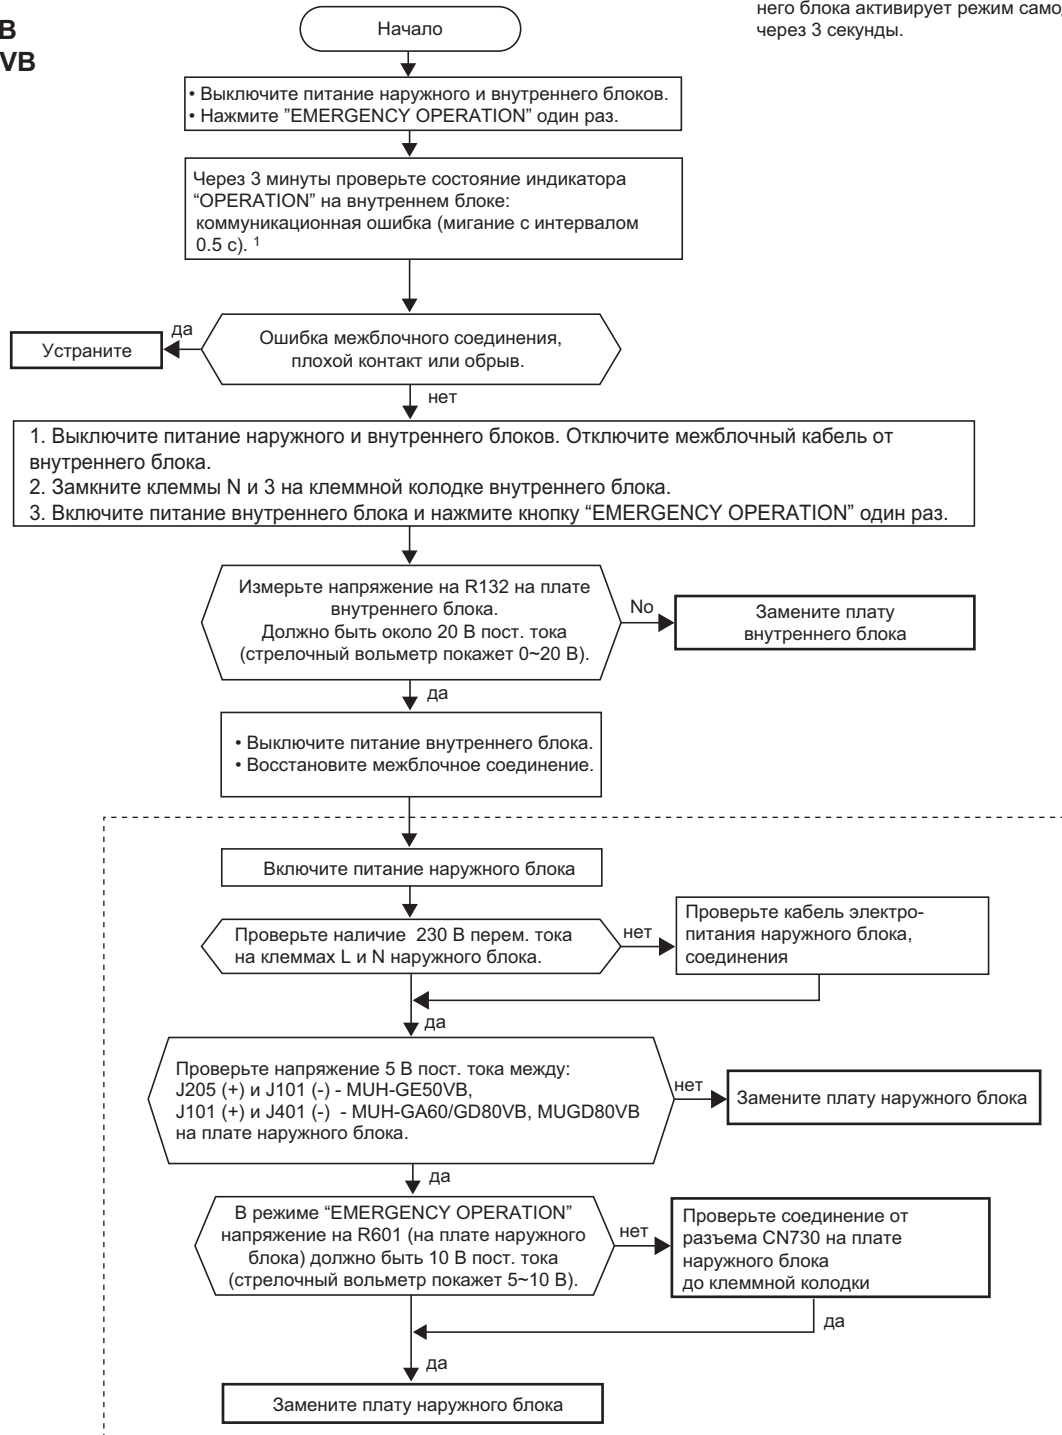 него блока активирует режим само
через 3 секунды.
В
VB
Начало
• Выключите питание наружного и внутреннего блоков.
• Нажмите ”EMERGENCY OPERATION” один раз.
Через 3 минуты проверьте состояние индикатора
“OPERATION” на внутреннем блоке:
коммуникационная ошибка (мигание с интервалом
0.5 с). 1
Ошибка межблочного соединения,
плохой контакт или обрыв.
да
Устраните
нет
1. Выключите питание наружного и внутреннего блоков. Отключите межблочный кабель от
внутреннего блока.
2. Замкните клеммы N и 3 на клеммной колодке внутреннего блока.
3. Включите питание внутреннего блока и нажмите кнопку “EMERGENCY OPERATION” один раз.
Измерьте напряжение на R132 на плате
внутреннего блока.
Должно быть около 20 В пост. тока
(стрелочный вольметр покажет 0~20 В).
No
Замените плату
внутреннего блока
да
• Выключите питание внутреннего блока.
• Восстановите межблочное соединение.
Включите питание наружного блока
Проверьте наличие 230 В перем. тока
на клеммах L и N наружного блока.
нет
Проверьте кабель электро-
питания наружного блока,
соединения
да
Проверьте напряжение 5 В пост. тока между:
J205 (+) и J101 (-) - MUH-GE50VB,
J101 (+) и J401 (-) - MUH-GA60/GD80VB, MUGD80VB
на плате наружного блока.
нет
Замените плату наружного блока
да
В режиме “EMERGENCY OPERATION”
напряжение на R601 (на плате наружного
блока) должно быть 10 В пост. тока
(стрелочный вольметр покажет 5~10 В).
нет
Проверьте соединение от
разъема CN730 на плате
наружного блока
до клеммной колодки
да
да
Замените плату наружного блока